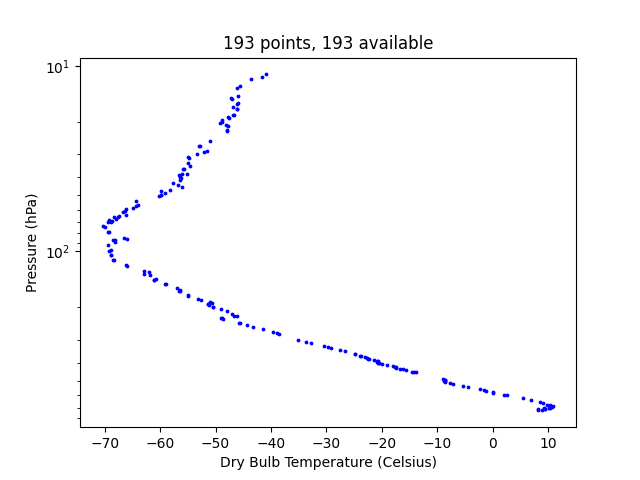 193 points, 193 available
10¹
10²
Pressure (hPa)
−70 −60 −50 −40 −30 −20 −10 0 10
Dry Bulb Temperature (Celsius)